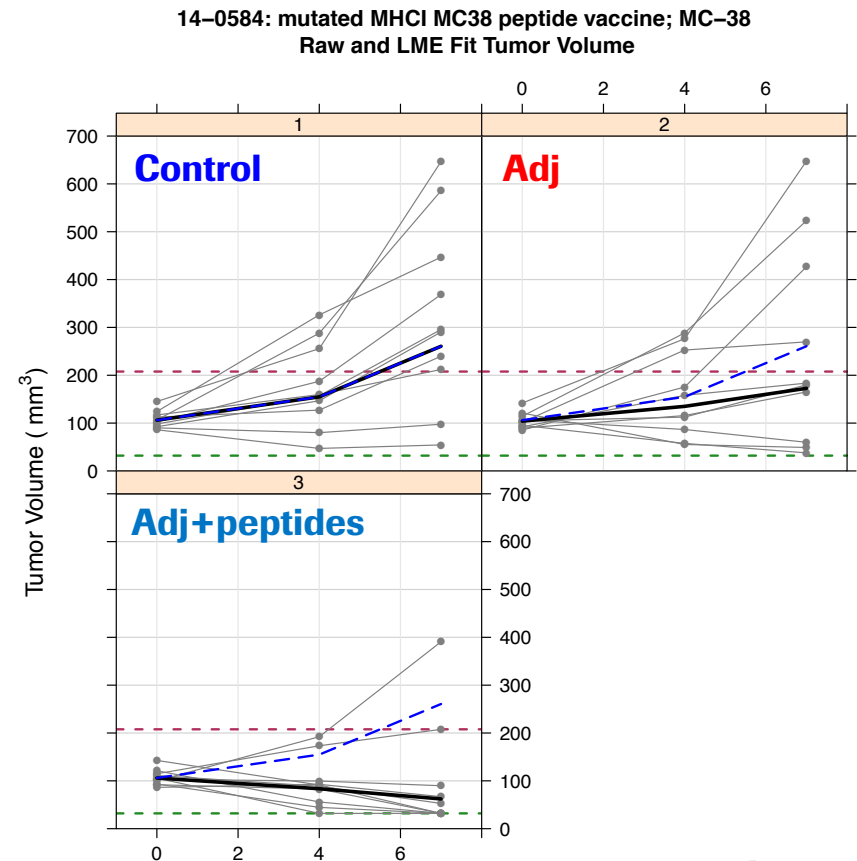 14−0584: mutated MHCI MC38 peptide vaccine; MC−38
Raw and LME Fit Tumor Volume
0 2 4 6
1 2
Control
Adj
700
600
500
400
300
200
100
0
3
Adj+peptides
700
600
500
400
300
200
100
0
0 2 4 6
Tumor Volume ( mm³)